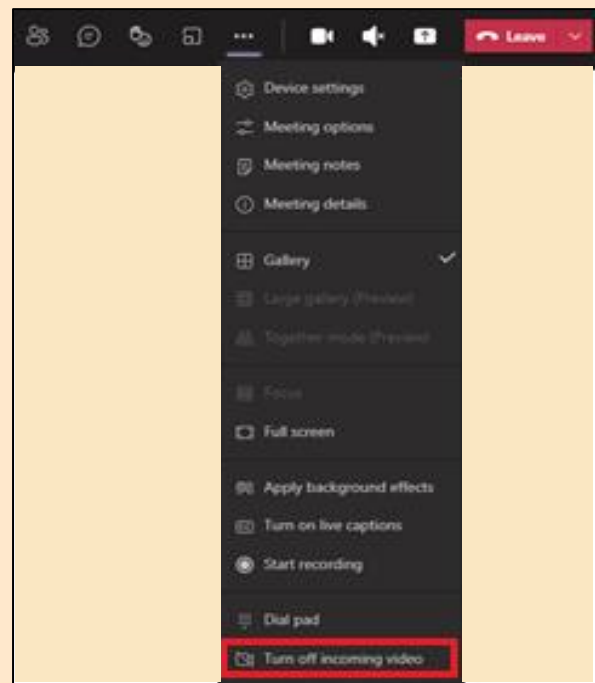 Leave
Device settings
Meeting options
Meeting notes
Meeting details
Gallery
Large gallery (Preview)
Together mode (Preview)
Focus
Full screen
Apply background effects
Turn on live captions
Start recording
Dial pad
Turn off incoming video